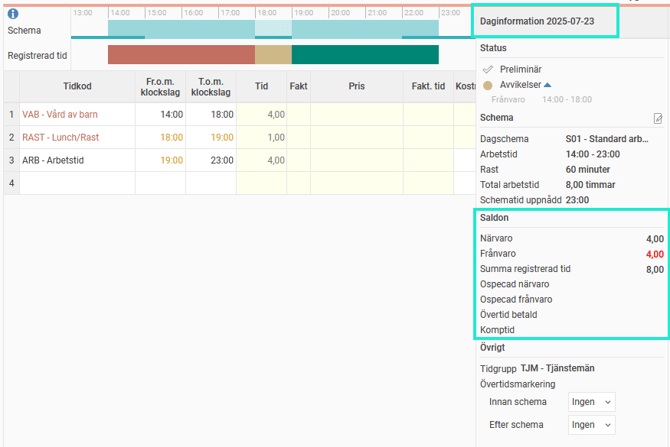 13:00 14:00 15:00 16:00 17:00 18:00 19:00 20:00 21:00 22:00 23:00
Schema
Registrerad tid
Tidkod Fr.o.m. klockslag T.o.m. klockslag Tid Fakt Pris Fakt. tid Kostn
1 VAB - Vård av barn 14:00 18:00 4,00
2 RAST - Lunch/Rast 18:00 19:00 1,00
3 ARB - Arbetstid 19:00 23:00 4,00
4
Daginformation 2025-07-23
Status
Preliminär
Avvikelser
Frånvaro 14:00 - 18:00
Schema
Dagschema S01 - Standard arb...
Arbetstid 14:00 - 23:00
Rast 60 minuter
Total arbetstid 8,00 timmar
Schematid uppnådd 23:00
Saldon
Närvaro 4,00
Frånvaro 4,00
Summa registrerad tid 8,00
Ospecad närvaro
Ospecad frånvaro
Övertid betald
Komptid
Övrigt
Tidgrupp TJM - Tjänstemän
Övertidsmarkering
Innan schema Ingen
Efter schema Ingen